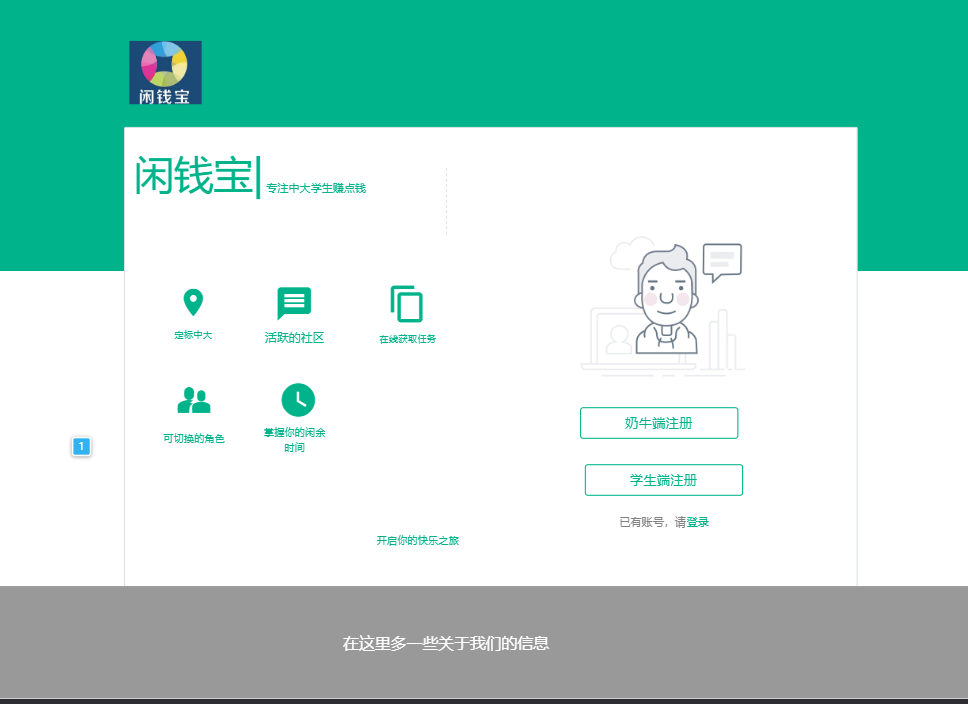 闲钱宝
闲钱宝 专注中大学生赚点钱
定标中大
活跃的社区
在线获取任务
可切换的角色
掌握你的闲余
时间
1
奶牛端注册
学生端注册
已有账号，请登录
开启你的快乐之旅
在这里多一些关于我们的信息